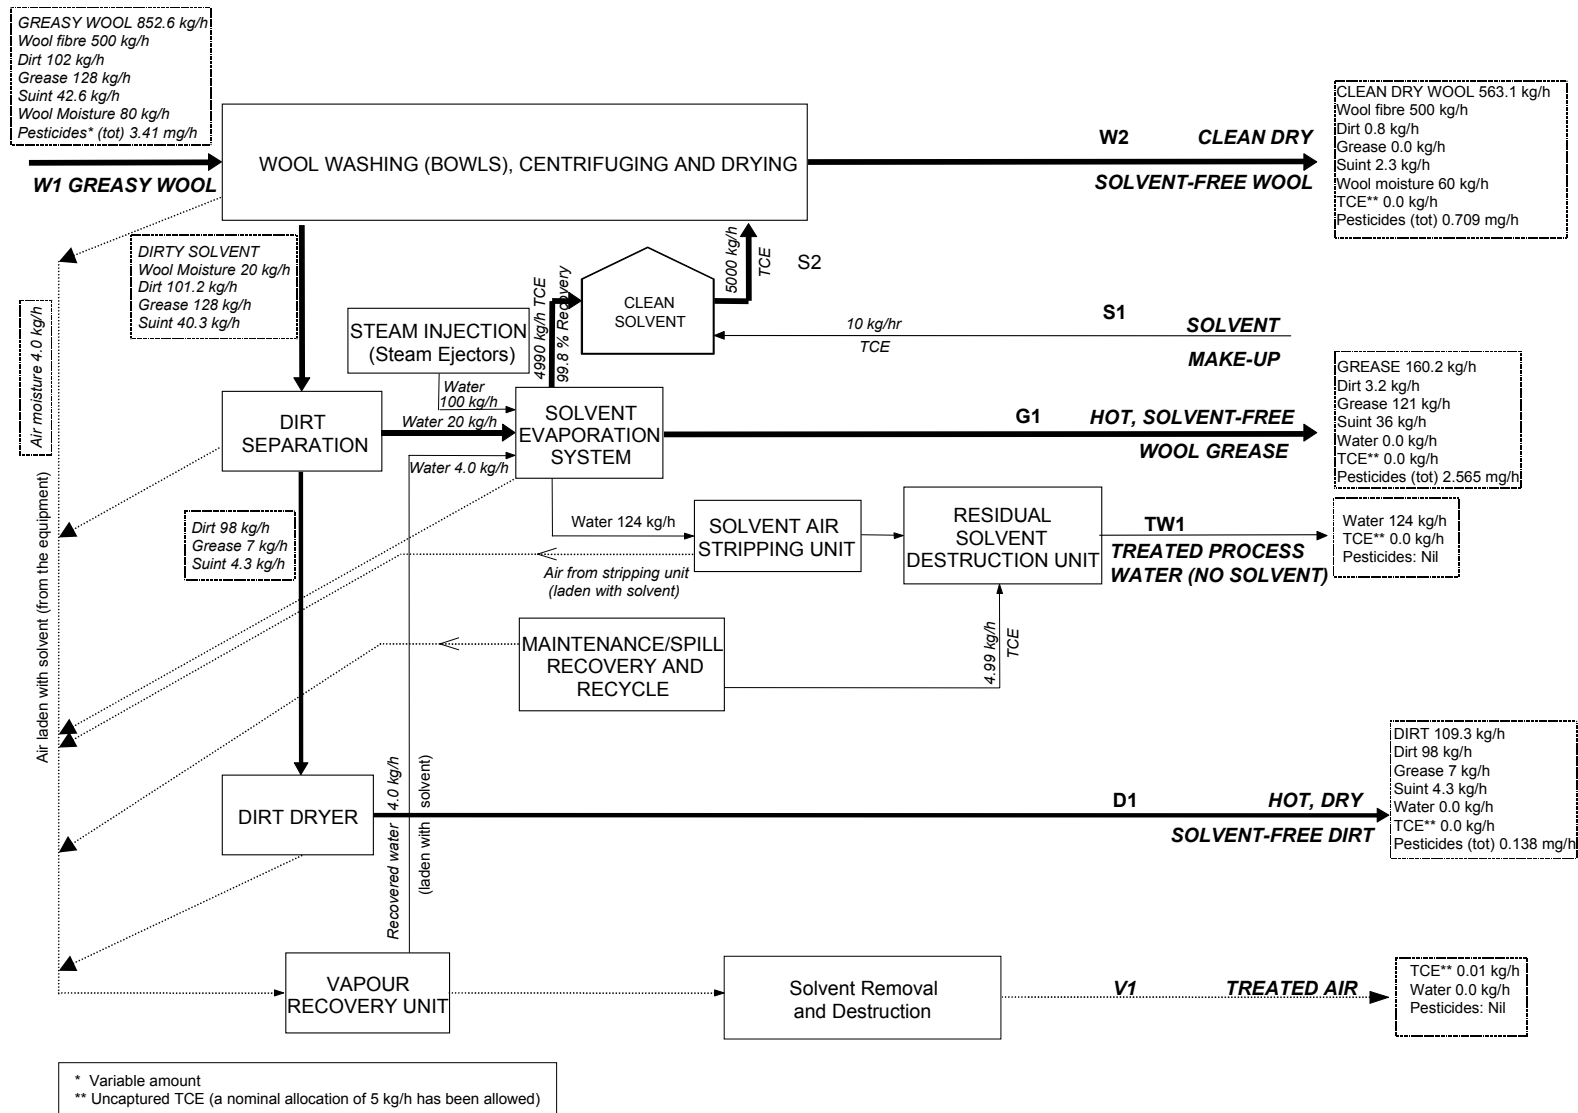 GREASY WOOL 852.6 kg/h
Wool fibre 500 kg/h
Dirt 102 kg/h
Grease 128 kg/h
Suint 42.6 kg/h
Wool Moisture 80 kg/h
Pesticides* (tot) 3.41 mg/h
W1 GREASY WOOL
WOOL WASHING (BOWLS), CENTRIFUGING AND DRYING
W2
CLEAN DRY
SOLVENT-FREE WOOL
CLEAN DRY WOOL 563.1 kg/h
Wool fibre 500 kg/h
Dirt 0.8 kg/h
Grease 0.0 kg/h
Suint 2.3 kg/h
Wool moisture 60 kg/h
TCE** 0.0 kg/h
Pesticides (tot) 0.709 mg/h
DIRTY SOLVENT
Wool Moisture 20 kg/h
Dirt 101.2 kg/h
Grease 128 kg/h
Suint 40.3 kg/h
Air moisture 4.0 kg/h
Air laden with solvent (from the equipment)
STEAM INJECTION
(Steam Ejectors)
4990 kg/h TCE
99.8 % Recovery
CLEAN
SOLVENT
5000 kg/h
TCE
S2
10 kg/hr
TCE
S1
SOLVENT
MAKE-UP
Water
100 kg/h
DIRT
SEPARATION
Water 20 kg/h
Water 4.0 kg/h
SOLVENT
EVAPORATION
SYSTEM
G1
HOT, SOLVENT-FREE
WOOL GREASE
GREASE 160.2 kg/h
Dirt 3.2 kg/h
Grease 121 kg/h
Suint 36 kg/h
Water 0.0 kg/h
TCE** 0.0 kg/h
Pesticides (tot) 2.565 mg/h
Dirt 98 kg/h
Grease 7 kg/h
Suint 4.3 kg/h
Water 124 kg/h
SOLVENT AIR
STRIPPING UNIT
RESIDUAL
SOLVENT
DESTRUCTION UNIT
TW1
TREATED PROCESS
WATER (NO SOLVENT)
Water 124 kg/h
TCE** 0.0 kg/h
Pesticides: Nil
Air from stripping unit
(laden with solvent)
MAINTENANCE/SPILL
RECOVERY AND
RECYCLE
4.99 kg/h
TCE
DIRT DRYER
Recovered water 4.0 kg/h
(laden with solvent)
D1
HOT, DRY
SOLVENT-FREE DIRT
DIRT 109.3 kg/h
Dirt 98 kg/h
Grease 7 kg/h
Suint 4.3 kg/h
Water 0.0 kg/h
TCE** 0.0 kg/h
Pesticides (tot) 0.138 mg/h
VAPOUR
RECOVERY UNIT
Solvent Removal
and Destruction
V1
TREATED AIR
TCE** 0.01 kg/h
Water 0.0 kg/h
Pesticides: Nil
* Variable amount
** Uncaptured TCE (a nominal allocation of 5 kg/h has been allowed)